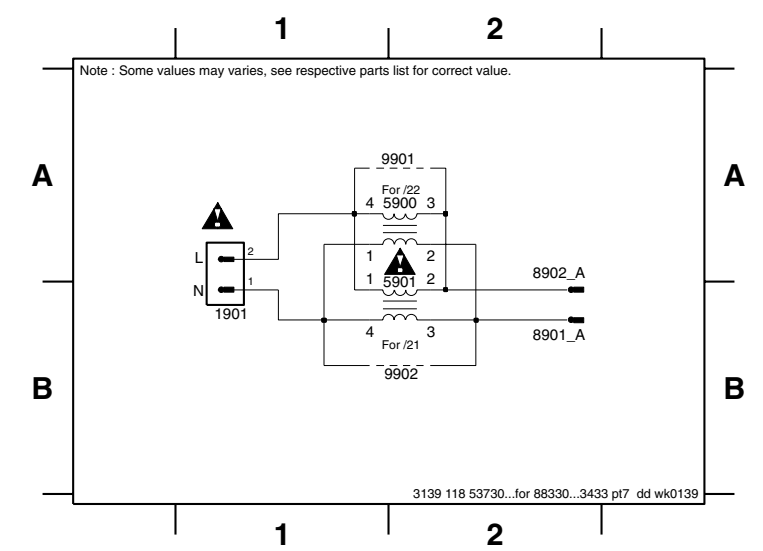 1 2
Note : Some values may varies, see respective parts list for correct value.
A A
9901
For /22
4 5900 3
L 2
1 2
1 5901 2
8902_A
N 1
1901
4 3
8901_A
For /21
9902
B B
3139 118 53730...for 88330...3433 pt7 dd wk0139
1 2